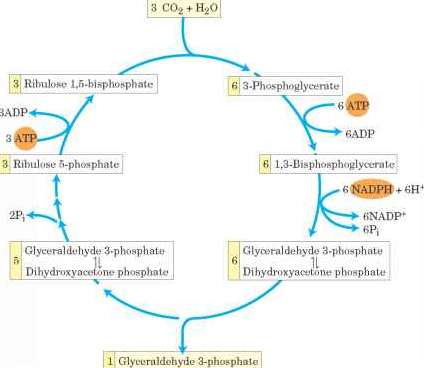 3 CO₂ + H₂O
3 Ribulose 1,5-bisphosphate
6 3-Phosphoglycerate
3ADP
3 ATP
6 ATP
6ADP
3 Ribulose 5-phosphate
6 1,3-Bisphosphoglycerate
6 NADPH + 6H⁺
6NADP⁺
6Pᵢ
2Pᵢ
5 Glyceraldehyde 3-phosphate
⇅
Dihydroxyacetone phosphate
6 Glyceraldehyde 3-phosphate
⇅
Dihydroxyacetone phosphate
1 Glyceraldehyde 3-phosphate